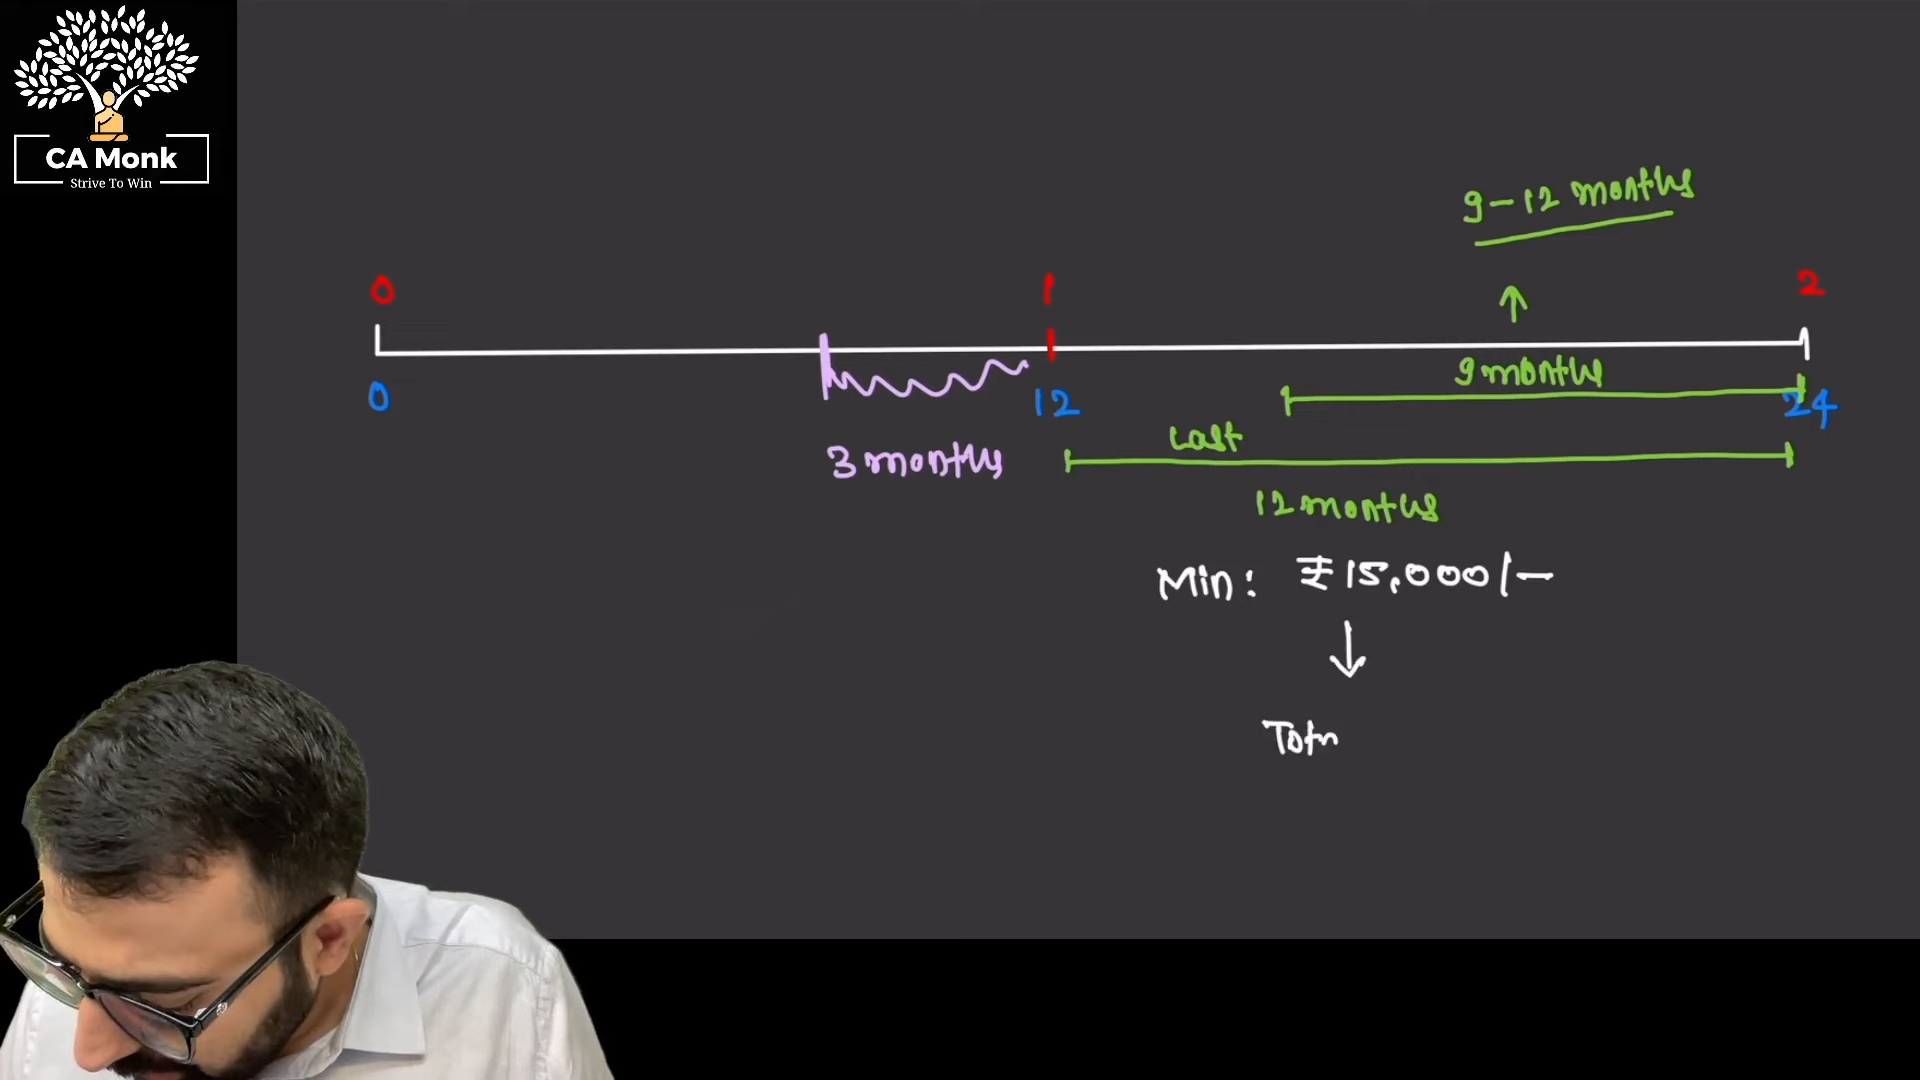 CA Monk
Strive To Win
9-12 months
0
1
2
9 months
0
12
24
Last
3 months
12 months
Min: ₹15,000/-
Tota